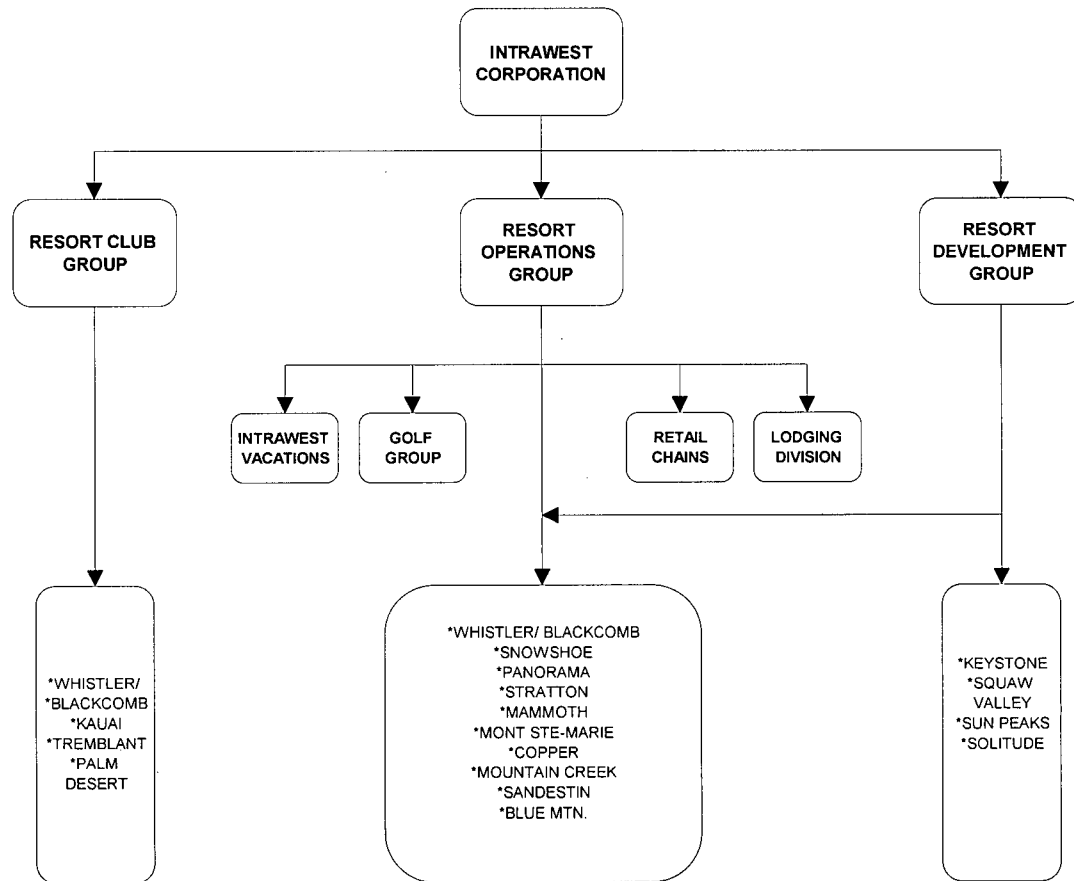 INTRAWEST
CORPORATION
RESORT CLUB
GROUP
RESORT
OPERATIONS
GROUP
RESORT
DEVELOPMENT
GROUP
INTRAWEST
VACATIONS
GOLF
GROUP
RETAIL
CHAINS
LODGING
DIVISION
*WHISTLER/
*BLACKCOMB
*KAUAI
*TREMBLANT
*PALM
DESERT
*WHISTLER/ BLACKCOMB
*SNOWSHOE
*PANORAMA
*STRATTON
*MAMMOTH
*MONT STE-MARIE
*COPPER
*MOUNTAIN CREEK
*SANDESTIN
*BLUE MTN.
*KEYSTONE
*SQUAW
VALLEY
*SUN PEAKS
*SOLITUDE